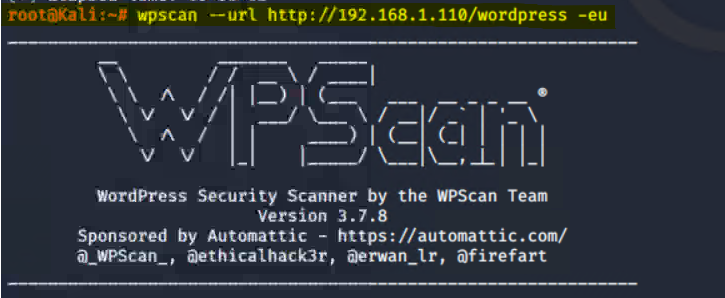 root@Kali:~# wpscan --url http://192.168.1.110/wordpress -eu
WPScan®
WordPress Security Scanner by the WPScan Team
Version 3.7.8
Sponsored by Automattic - https://automattic.com/
@_WPScan_, @ethicalhack3r, @erwan_lr, @firefart